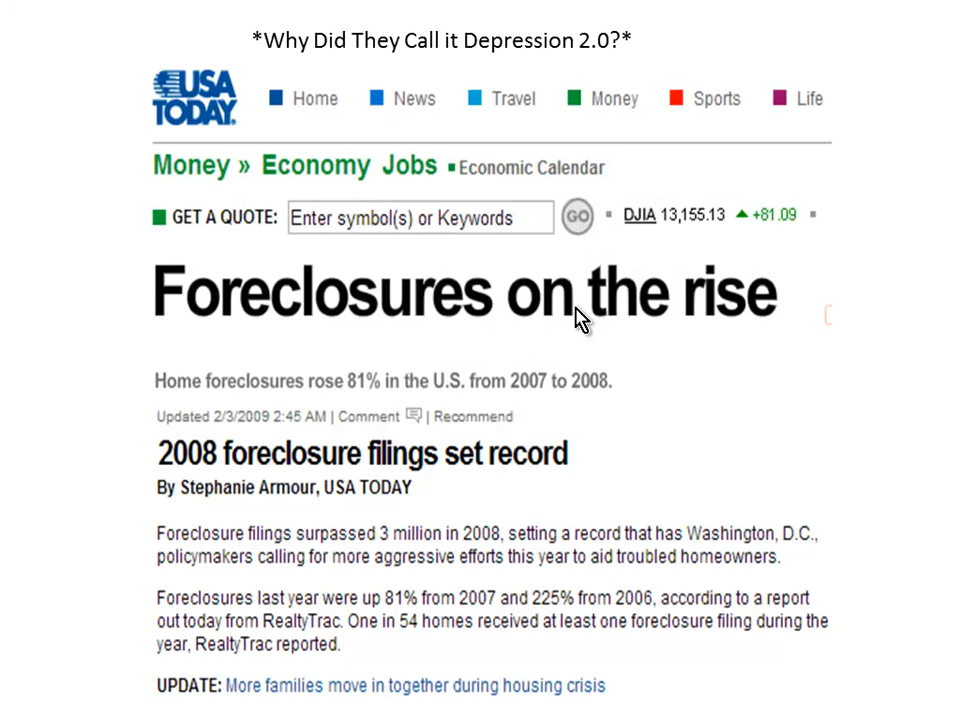 *Why Did They Call it Depression 2.0?*
USA TODAY.
Home News Travel Money Sports Life
Money » Economy Jobs ▪ Economic Calendar
GET A QUOTE: Enter symbol(s) or Keywords GO ▪ DJIA 13,155.13 ▲ +81.09 ▪
Foreclosures on the rise
Home foreclosures rose 81% in the U.S. from 2007 to 2008.
Updated 2/3/2009 2:45 AM | Comment | Recommend
2008 foreclosure filings set record
By Stephanie Armour, USA TODAY
Foreclosure filings surpassed 3 million in 2008, setting a record that has Washington, D.C.,
policymakers calling for more aggressive efforts this year to aid troubled homeowners.
Foreclosures last year were up 81% from 2007 and 225% from 2006, according to a report
out today from RealtyTrac. One in 54 homes received at least one foreclosure filing during the
year, RealtyTrac reported.
UPDATE: More families move in together during housing crisis